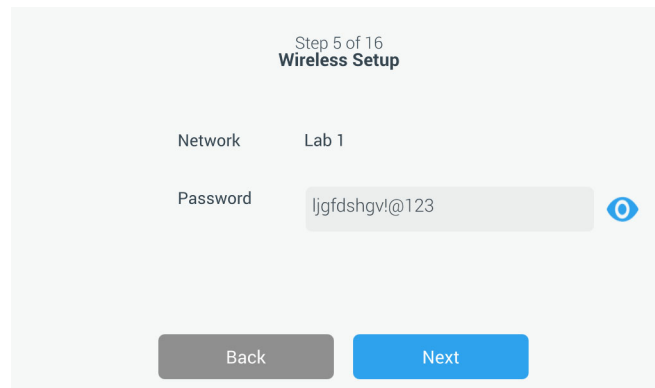 Step 5 of 16
Wireless Setup
Network Lab 1
Password ljgfdshgv!@123
Back Next